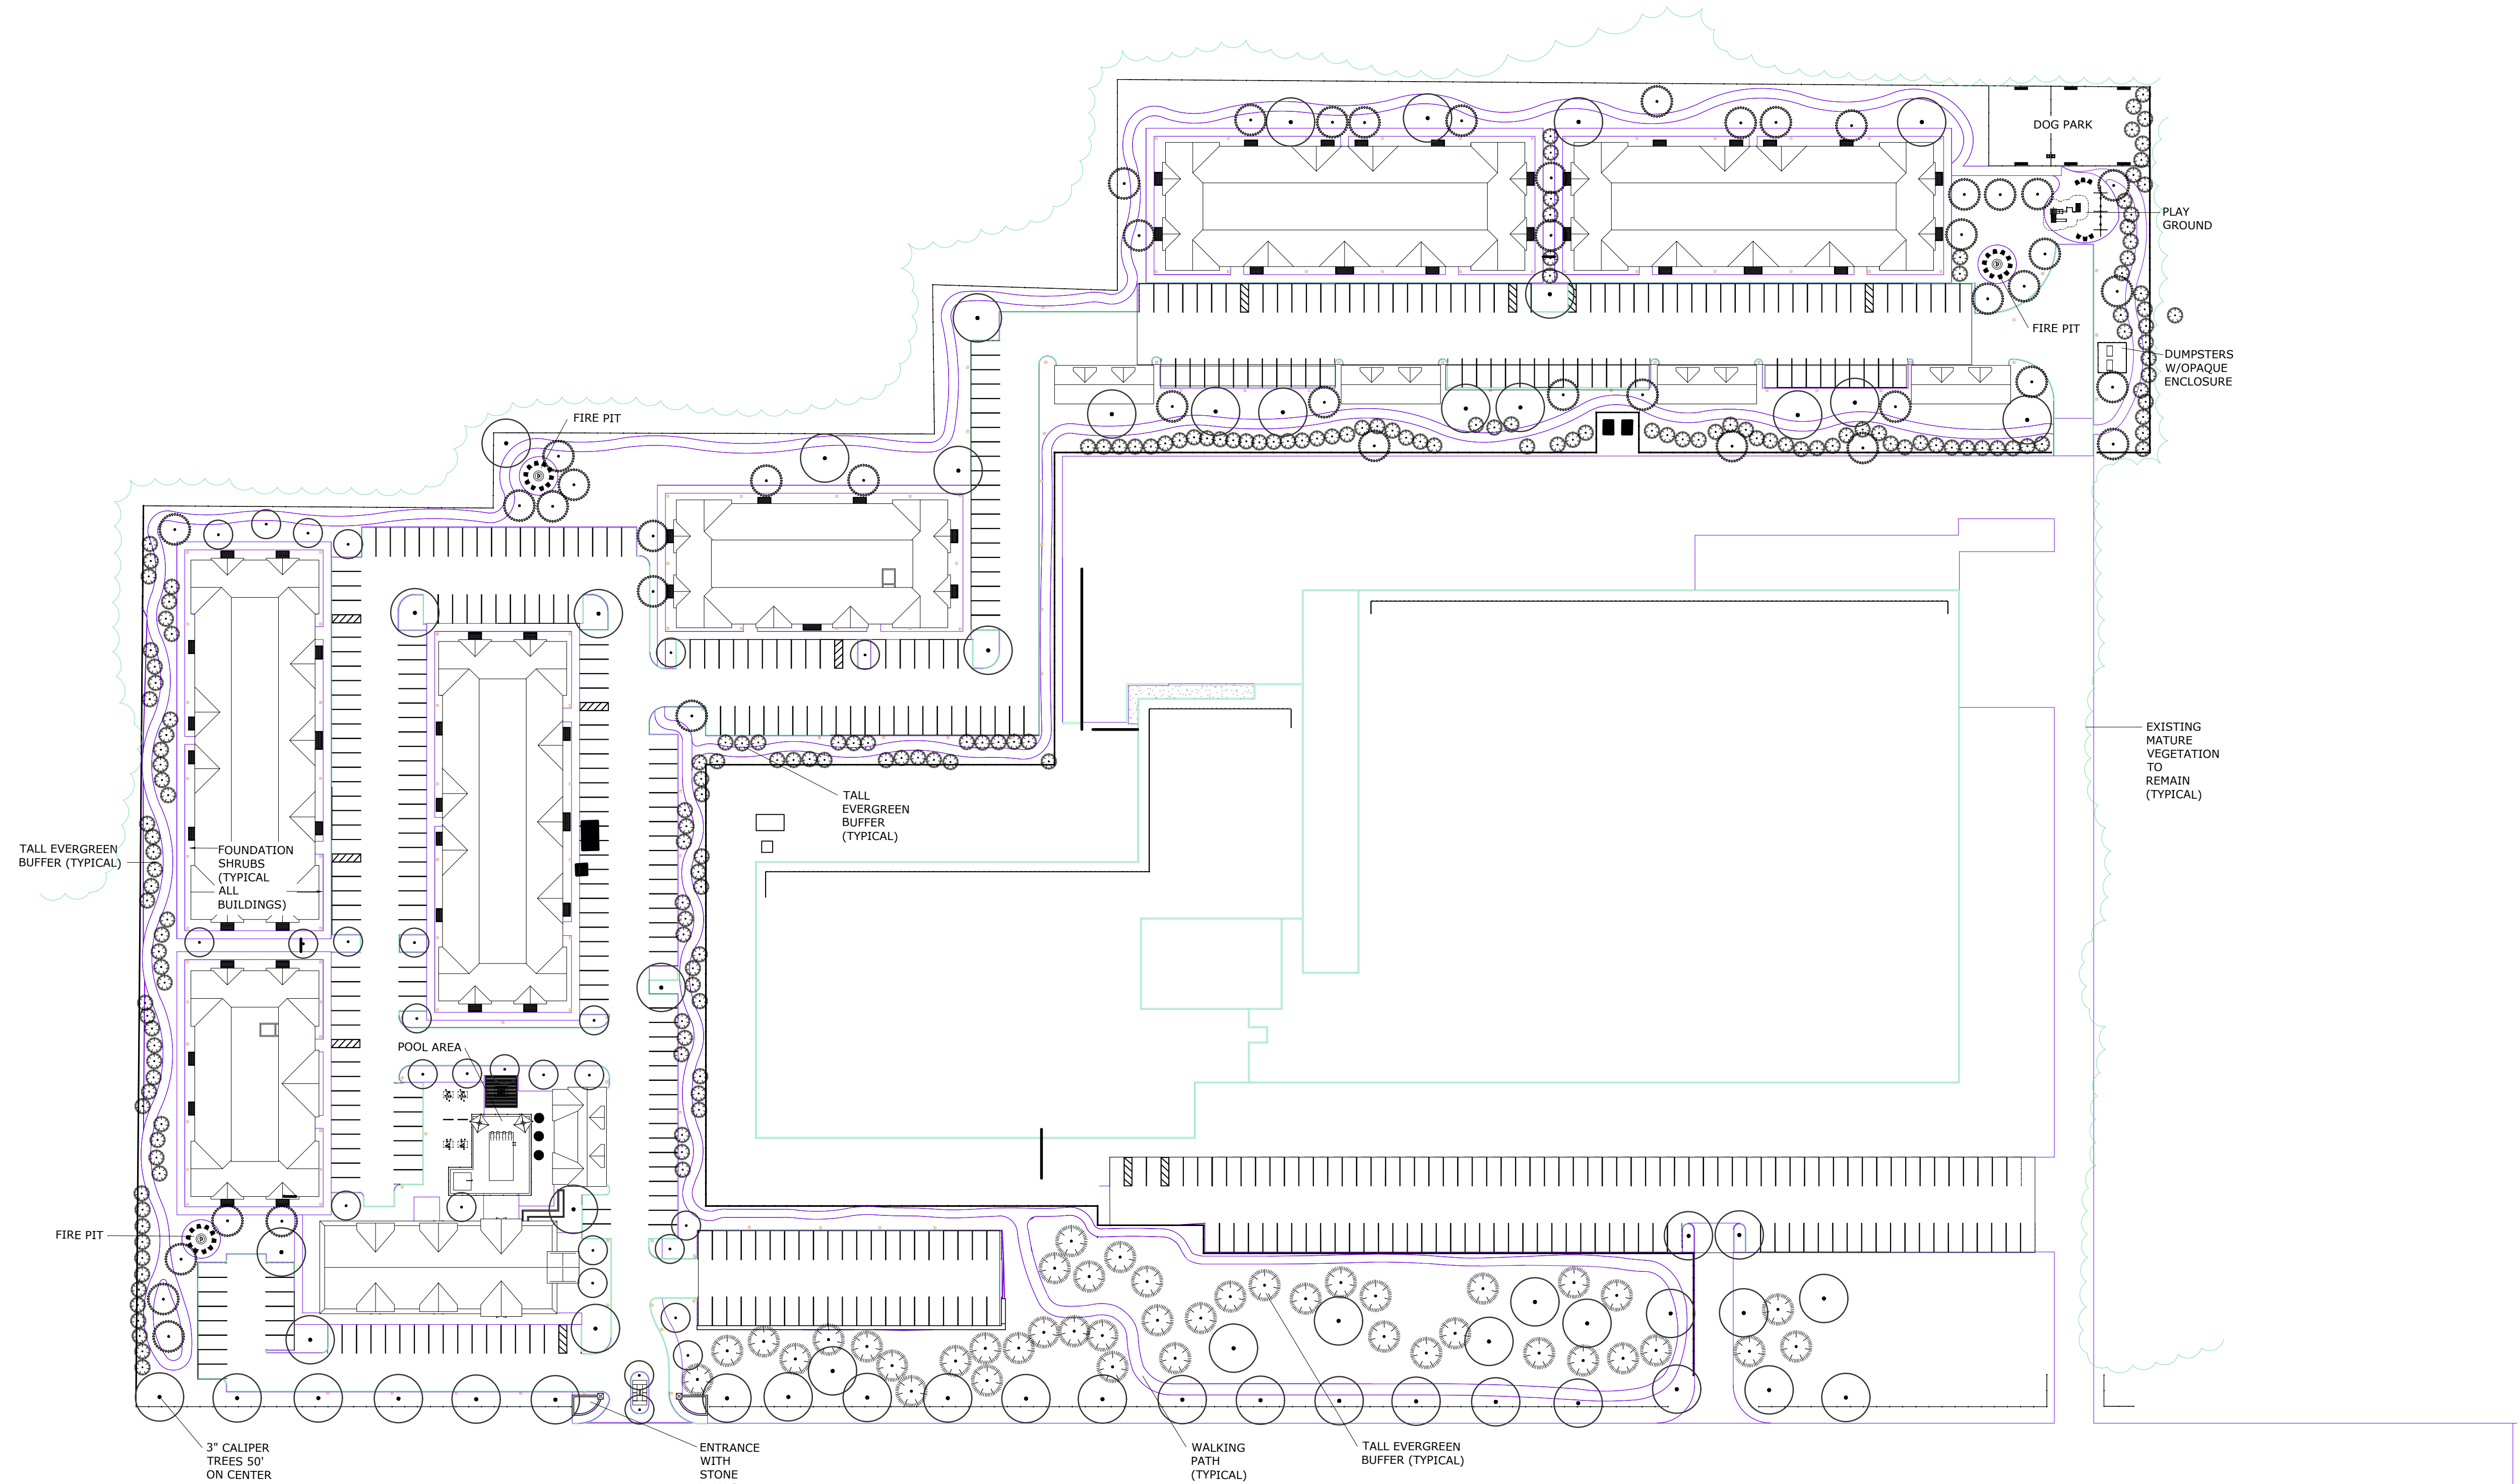 DOG PARK
PLAY
GROUND
FIRE PIT
DUMPSTERS
W/OPAQUE
ENCLOSURE
FIRE PIT
EXISTING
MATURE
VEGETATION
TO
REMAIN
(TYPICAL)
TALL
EVERGREEN
BUFFER
(TYPICAL)
TALL EVERGREEN
BUFFER (TYPICAL)
FOUNDATION
SHRUBS
(TYPICAL
ALL
BUILDINGS)
POOL AREA
FIRE PIT
3" CALIPER
TREES 50'
ON CENTER
ENTRANCE
WITH
STONE
WALKING
PATH
(TYPICAL)
TALL EVERGREEN
BUFFER (TYPICAL)